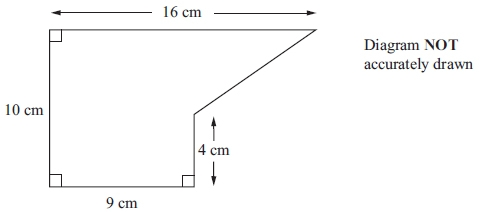 16 cm
Diagram NOT
accurately drawn
10 cm
4 cm
9 cm